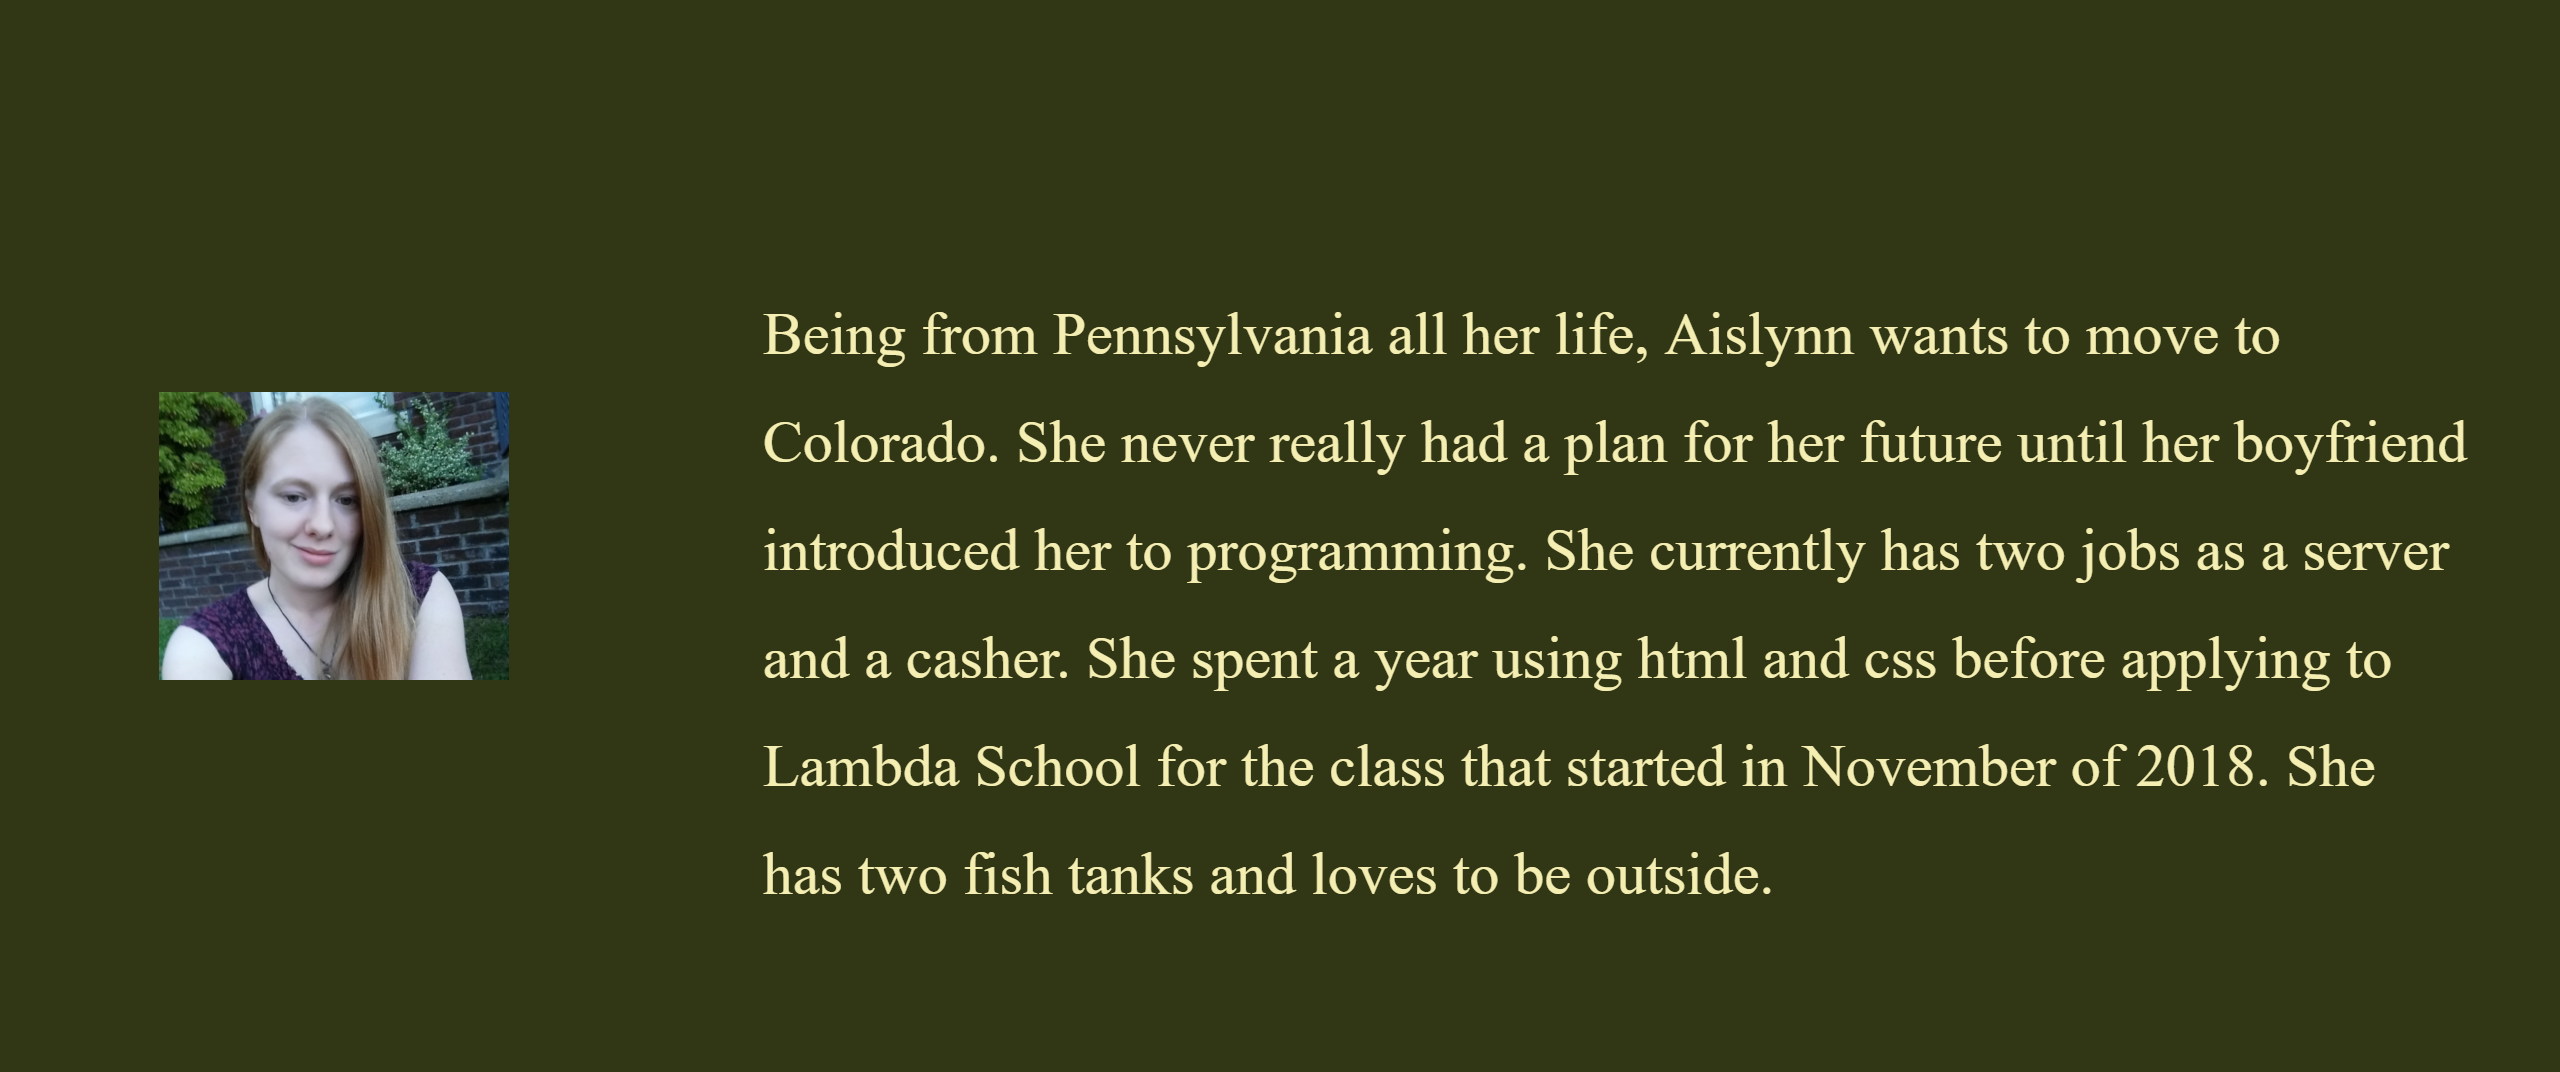 Being from Pennsylvania all her life, Aislynn wants to move to
Colorado. She never really had a plan for her future until her boyfriend
introduced her to programming. She currently has two jobs as a server
and a casher. She spent a year using html and css before applying to
Lambda School for the class that started in November of 2018. She
has two fish tanks and loves to be outside.